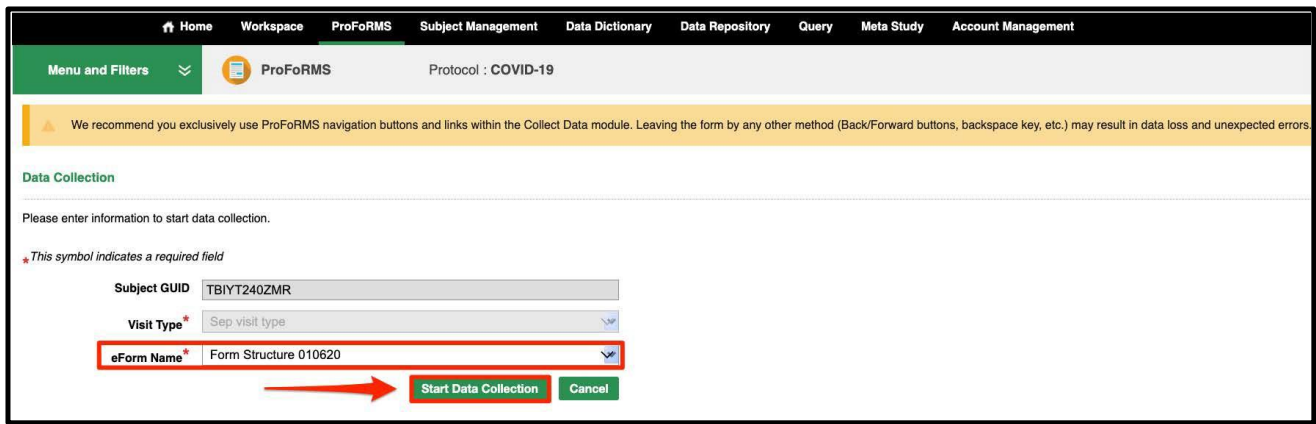 Home Workspace ProFoRMS Subject Management Data Dictionary Data Repository Query Meta Study Account Management
Menu and Filters ProFoRMS Protocol : COVID-19
We recommend you exclusively use ProFoRMS navigation buttons and links within the Collect Data module. Leaving the form by any other method (Back/Forward buttons, backspace key, etc.) may result in data loss and unexpected errors.
Data Collection
Please enter information to start data collection.
*This symbol indicates a required field
Subject GUID TBIYT240ZMR
Visit Type* Sep visit type
eForm Name* Form Structure 010620
Start Data Collection Cancel